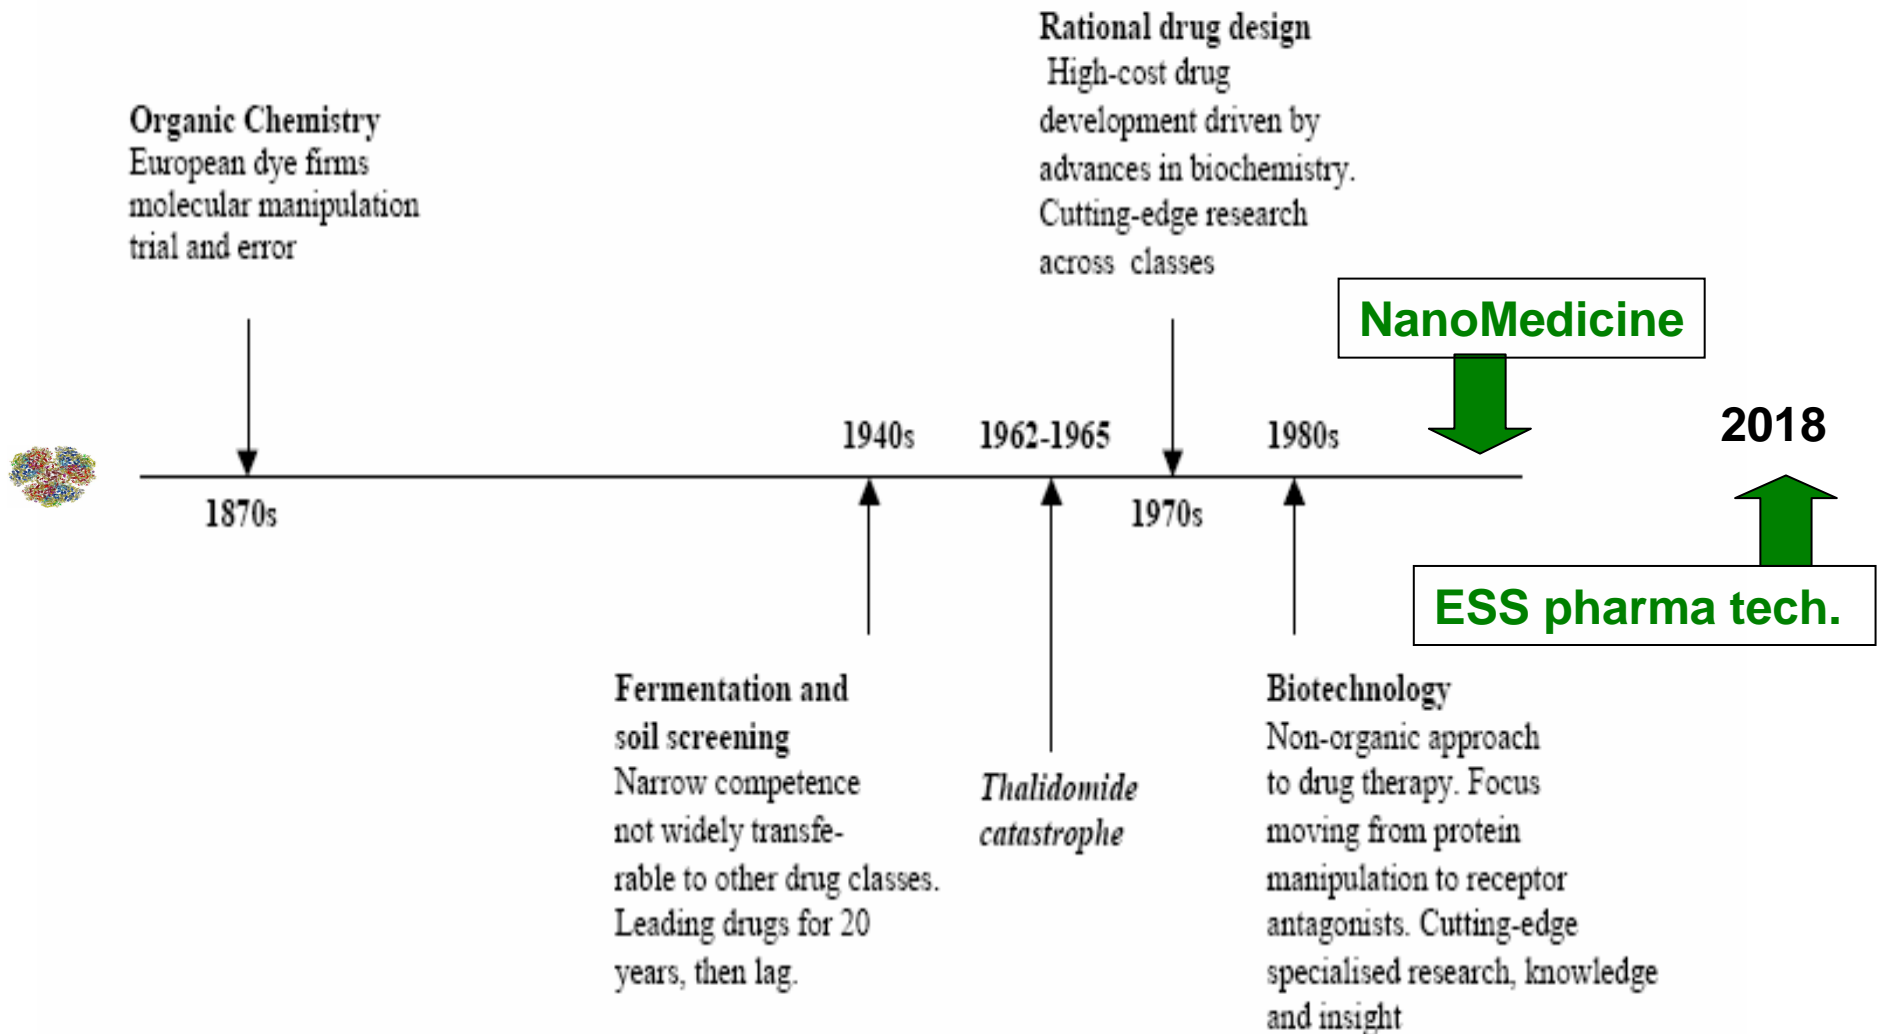 Rational drug design
High-cost drug
development driven by
advances in biochemistry.
Cutting-edge research
across classes
Organic Chemistry
European dye firms
molecular manipulation
trial and error
NanoMedicine
1940s
1962-1965
1980s
2018
1870s
1970s
ESS pharma tech.
Fermentation and
soil screening
Narrow competence
not widely transfe-
rable to other drug classes.
Leading drugs for 20
years, then lag.
Thalidomide
catastrophe
Biotechnology
Non-organic approach
to drug therapy. Focus
moving from protein
manipulation to receptor
antagonists. Cutting-edge
specialised research, knowledge
and insight